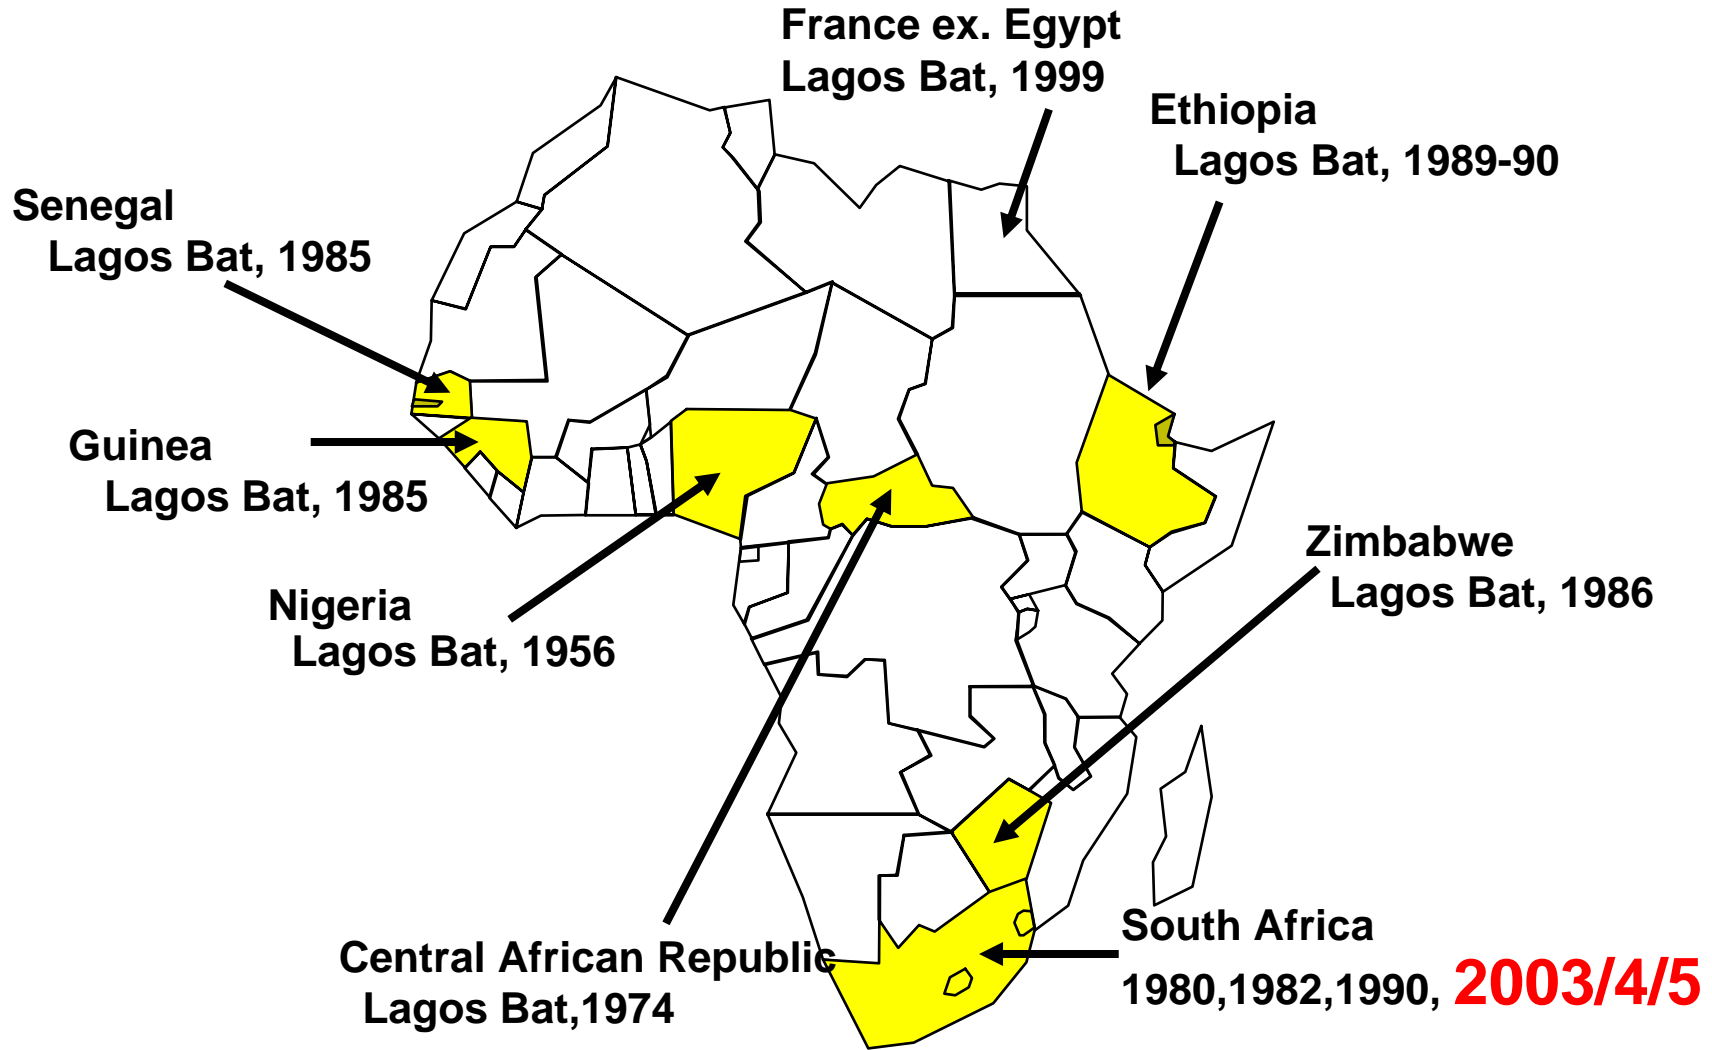 France ex. Egypt
Lagos Bat, 1999
Ethiopia
Lagos Bat, 1989-90
Senegal
Lagos Bat, 1985
Guinea
Lagos Bat, 1985
Nigeria
Lagos Bat, 1956
Zimbabwe
Lagos Bat, 1986
Central African Republic
Lagos Bat,1974
South Africa
1980,1982,1990, 2003/4/5